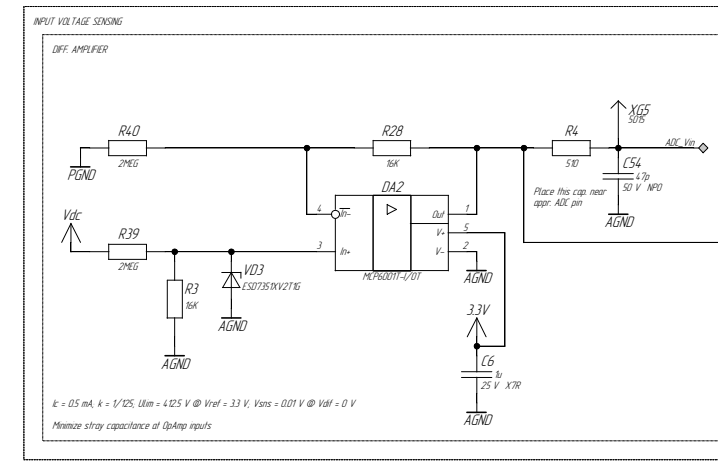 INPUT VOLTAGE SENSING
DIFF. AMPLIFIER
XG5
5015
R40
R28
R4
ADC_Vin
2MEG
16K
510
C54
47p
50 V NP0
PGND
DA2
Place this cap. near
appr. ADC pin
Vdc
4
In-
Out
1
AGND
R39
V+
5
3
In+
V-
2
2MEG
VD3
MCP6001T-I/OT
AGND
R3
ESD7351XV2T1G
16K
3.3V
AGND
AGND
C6
1u
25 V X7R
Ic = 0.5 mA, k = 1/125, Ulim = 412.5 V @ Vref = 3.3 V, Vsns = 0.01 V @ Vdif = 0 V
AGND
Minimize stray capacitance at OpAmp inputs